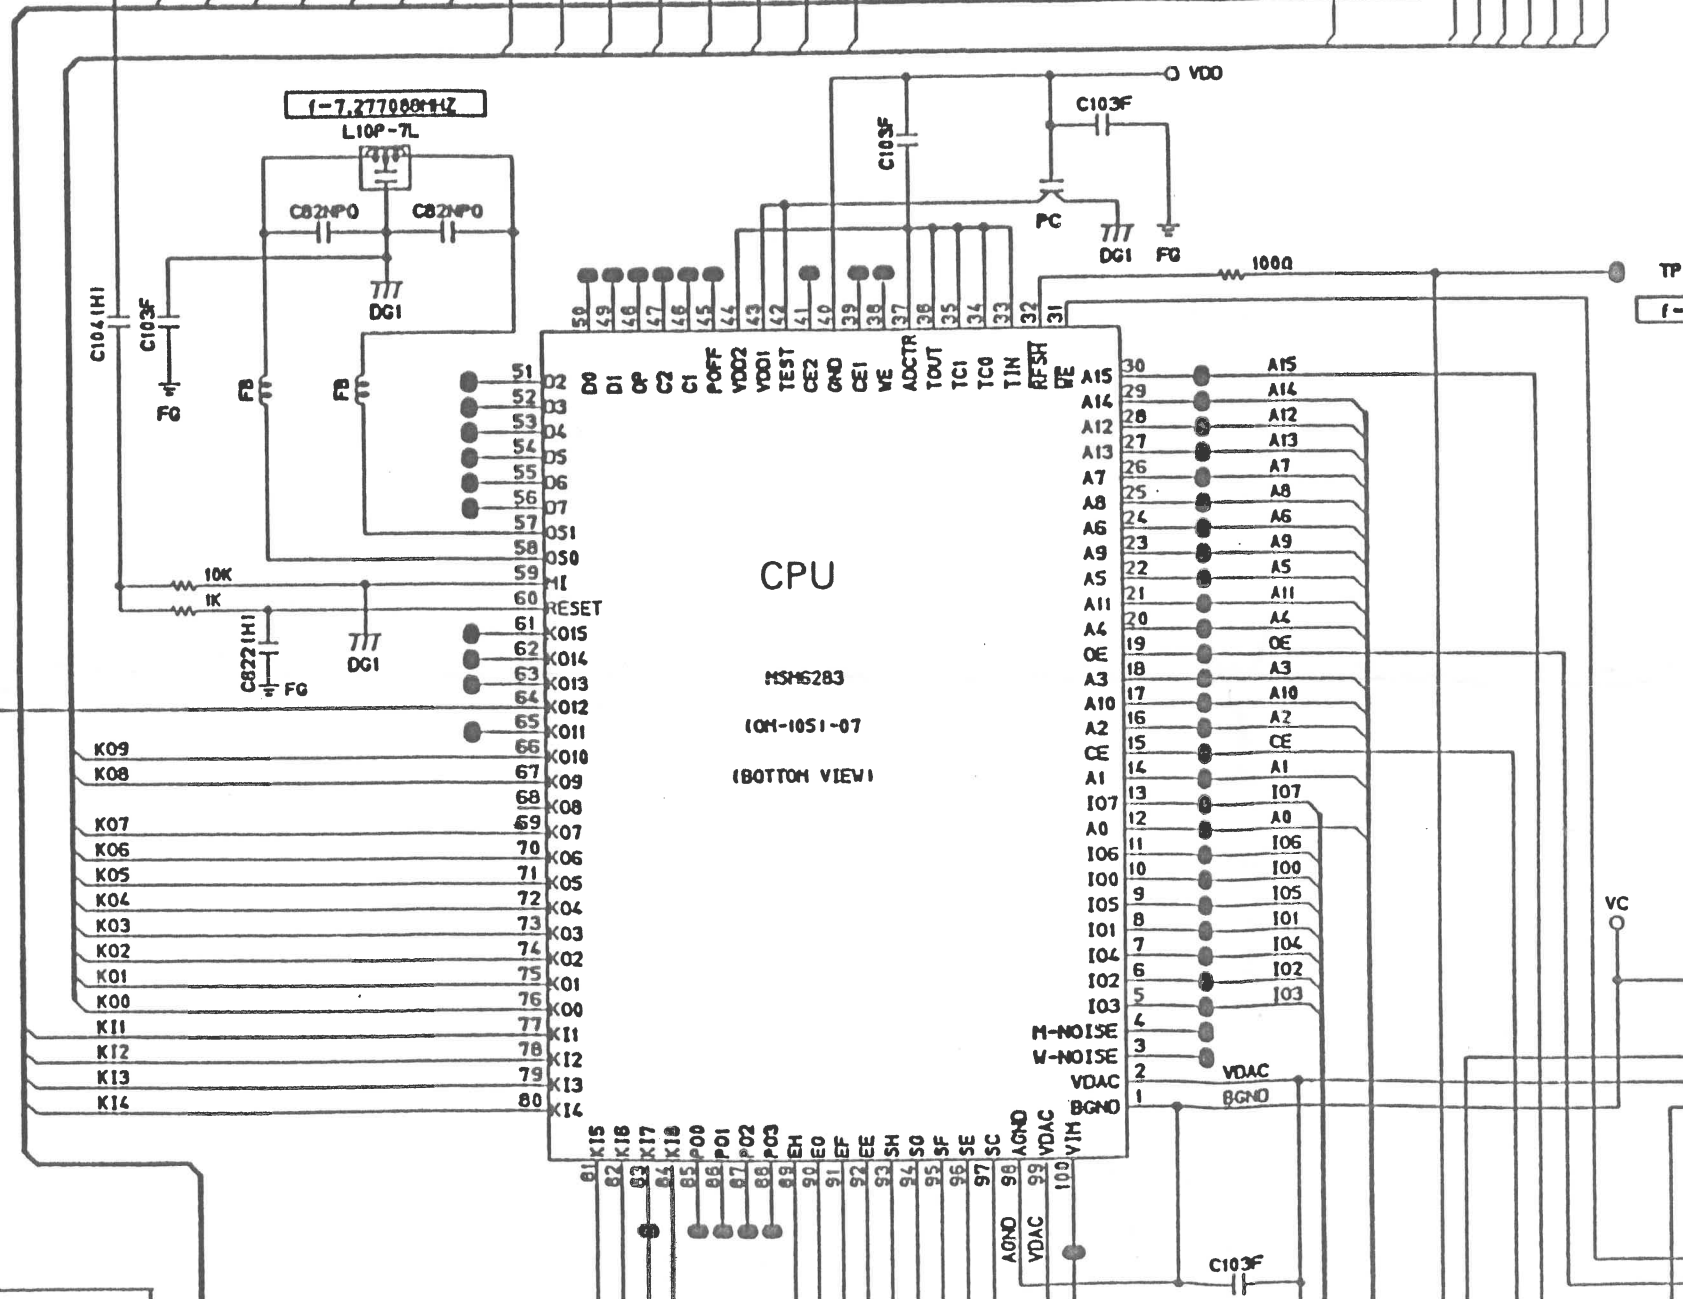 VDD
f-7.277088MHZ
L10P-7L
C103F
C103F
C82NPO
C82NPO
PC
DG1
FG
100Ω
TP
f-
DG1
C104(H)
C103F
FG
FB
FB
50 49 48 47 46 45 44 43 42 41 40 39 38 37 36 35 34 33 32 31
D0 D1 OP C2 C1 POFF VDD2 VDD1 TEST CE2 GND CE1 WE ADCTR TOUT TC1 TC0 TIN RFSH WE
51 D2
52 D3
53 D4
54 D5
55 D6
56 D7
57 OS1
58 OS0
10K 59 MI
1K 60 RESET
C822(H)
FG
DG1
61 KO15
62 KO14
63 KO13
64 KO12
65 KO11
KO9 66 KO10
KO8 67 KO9
68 KO8
KO7 69 KO7
KO6 70 KO6
KO5 71 KO5
KO4 72 KO4
KO3 73 KO3
KO2 74 KO2
KO1 75 KO1
KO0 76 KO0
KI1 77 KI1
KI2 78 KI2
KI3 79 KI3
KI4 80 KI4
CPU
MSM6283
(OM-1051-07
(BOTTOM VIEW)
A15 30 A15
A14 29 A14
A12 28 A12
A13 27 A13
A7 26 A7
A8 25 A8
A6 24 A6
A9 23 A9
A5 22 A5
A11 21 A11
A4 20 A4
OE 19 OE
A3 18 A3
A10 17 A10
A2 16 A2
CE 15 CE
A1 14 A1
IO7 13 IO7
A0 12 A0
IO6 11 IO6
IO0 10 IO0
IO5 9 IO5
IO1 8 IO1
IO4 7 IO4
IO2 6 IO2
IO3 5 IO3
M-NOISE 4
W-NOISE 3
VDAC 2 VDAC
BGND 1 BGND
VC
KI5 KI6 KI7 KI8 PO0 PO1 PO2 PO3 EH EG EF EE SH SG SF SE SC AGND VDAC VIM
81 82 83 84 85 86 87 88 89 90 91 92 93 94 95 96 97 98 99 100
AGND
VDAC
C103F